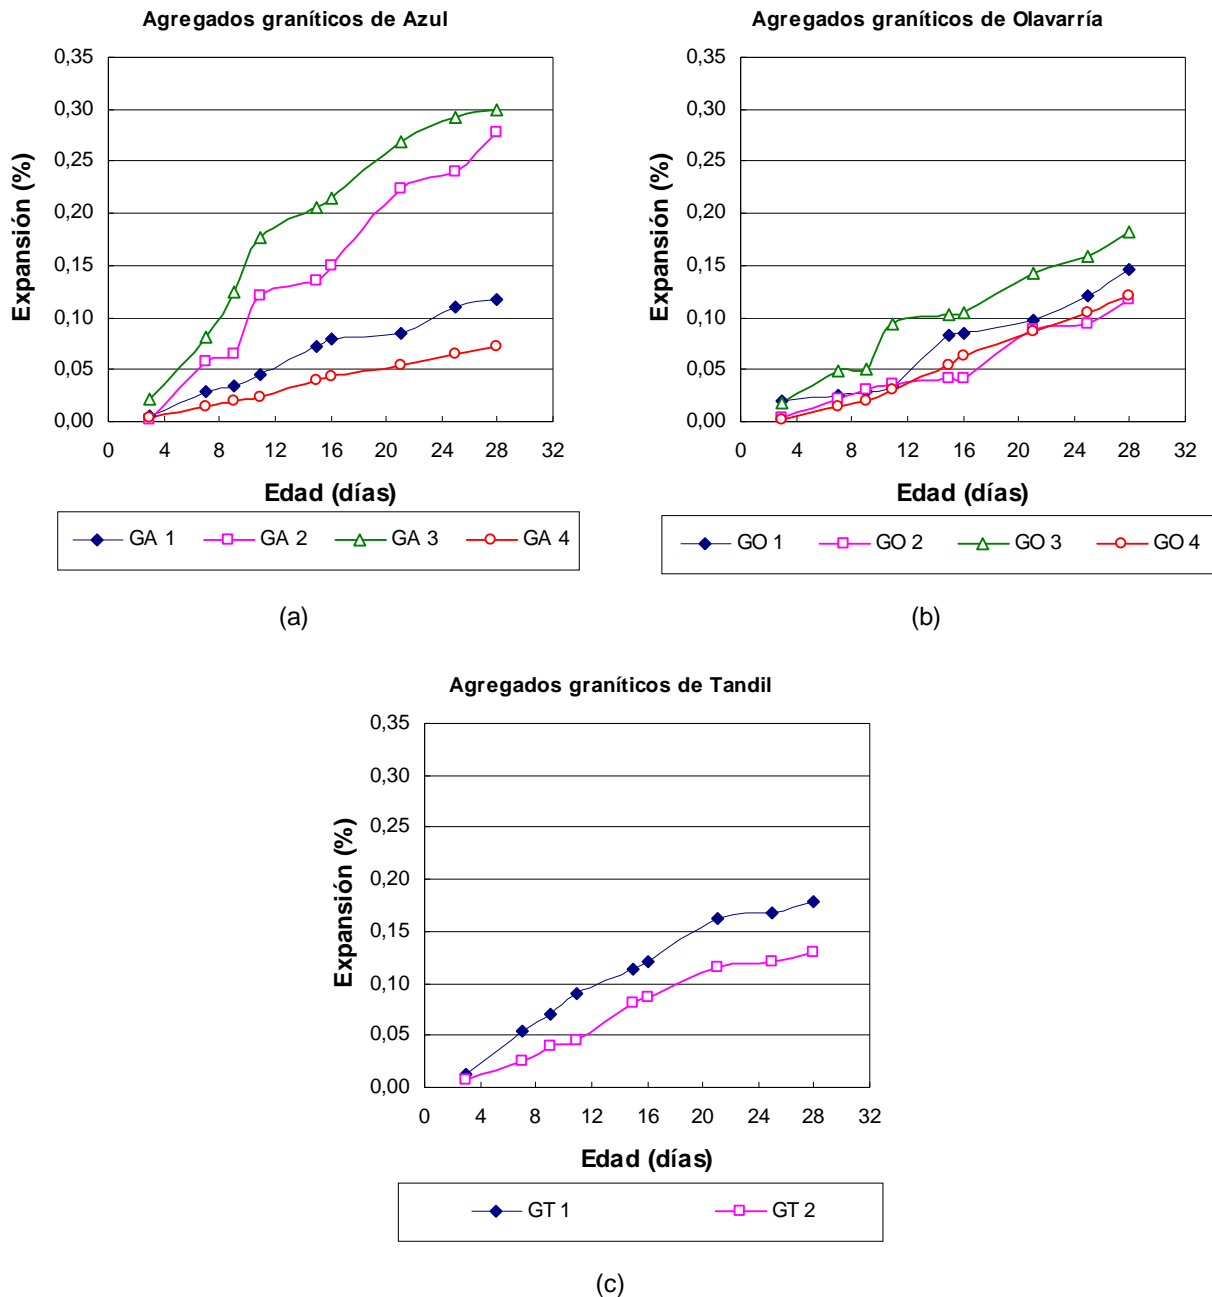 Agregados graníticos de Azul
0,35
0,30
0,25
0,20
0,15
0,10
0,05
0,00
Expansión (%)
0 4 8 12 16 20 24 28 32
Edad (días)
GA 1 GA 2 GA 3 GA 4
(a)
Agregados graníticos de Olavarría
0,35
0,30
0,25
0,20
0,15
0,10
0,05
0,00
Expansión (%)
0 4 8 12 16 20 24 28 32
Edad (días)
GO 1 GO 2 GO 3 GO 4
(b)
Agregados graníticos de Tandil
0,35
0,30
0,25
0,20
0,15
0,10
0,05
0,00
Expansión (%)
0 4 8 12 16 20 24 28 32
Edad (días)
GT 1 GT 2
(c)